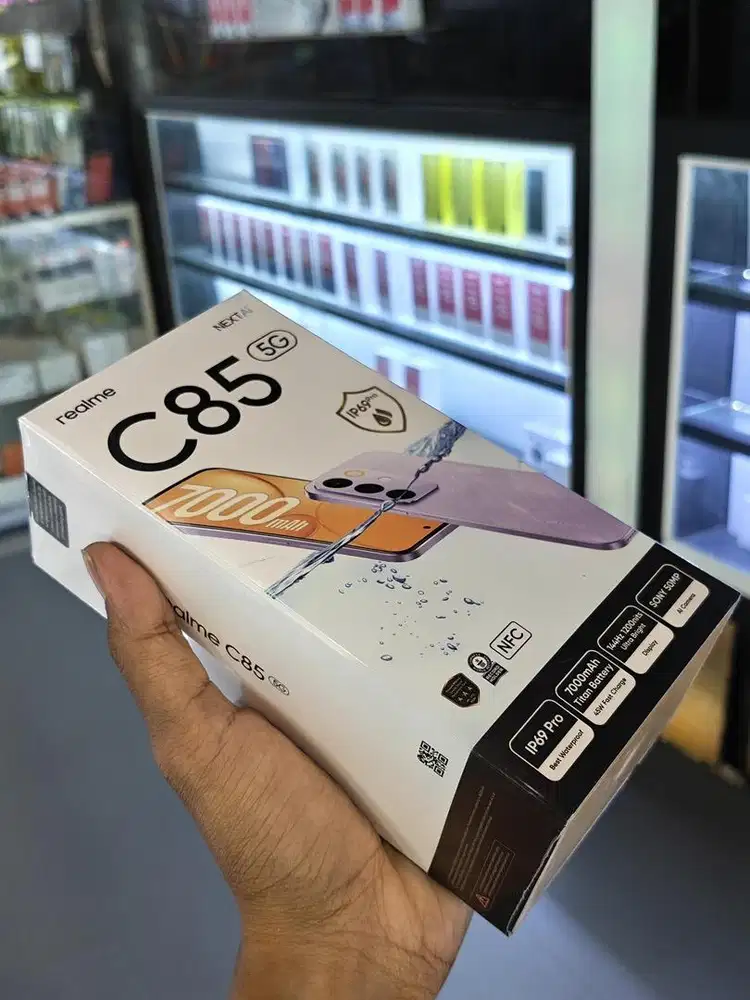 NEXT AI
realme
C85 5G
IP69 Pro
7000mAh
NFC
realme C85 5G
IP69 Pro
Best Waterproof
7000mAh
Titan Battery
45W Fast Charge
144Hz 1200nits
Ultra Bright
Display
SONY 50MP
AI Camera